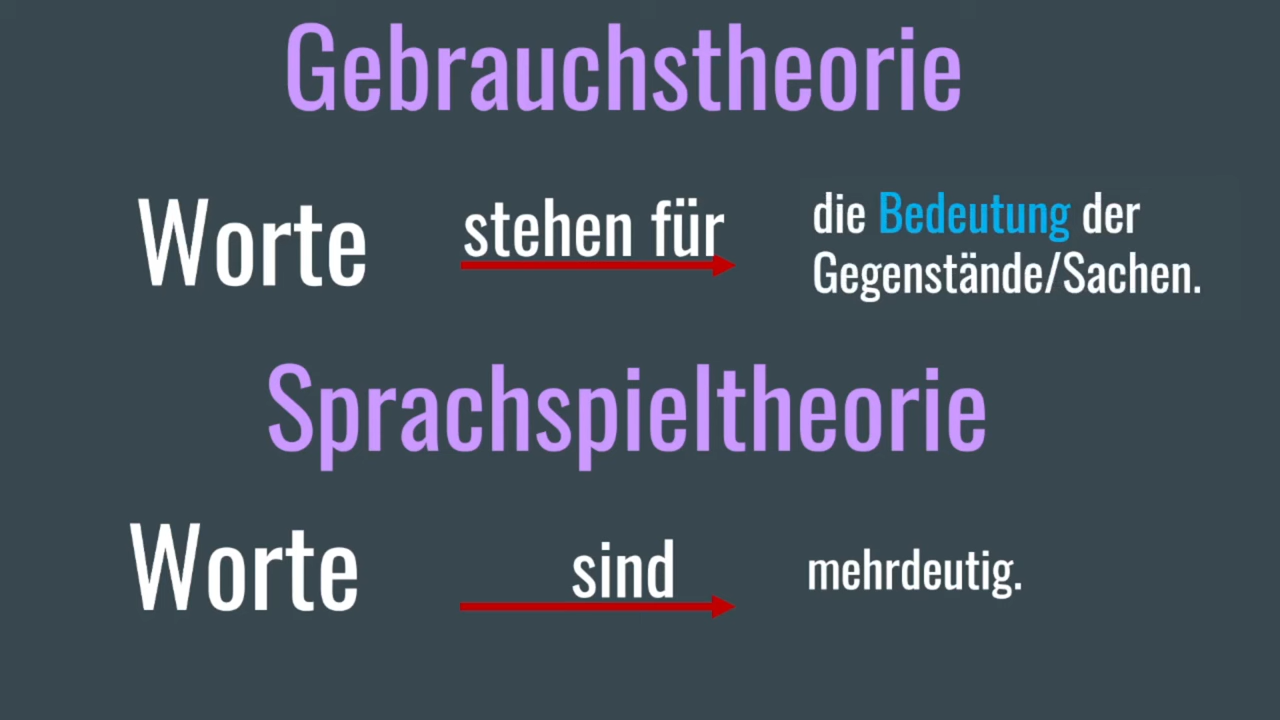 Gebrauchstheorie
Worte stehen für die Bedeutung der
Gegenstände/Sachen.
Sprachspieltheorie
Worte sind mehrdeutig.